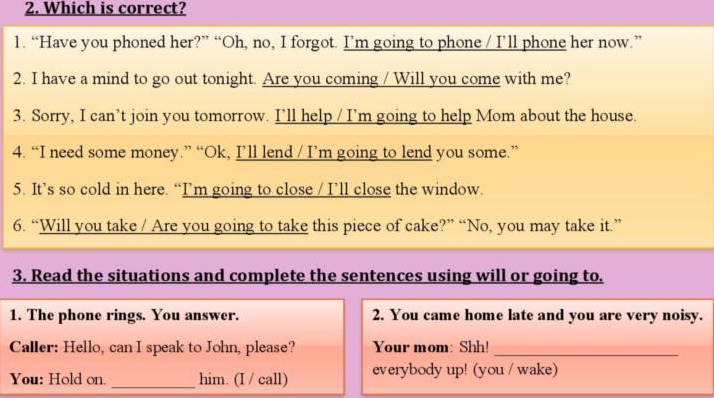 2. Which is correct?
1. “Have you phoned her?” “Oh, no, I forgot. I’m going to phone / I’ll phone her now.”
2. I have a mind to go out tonight. Are you coming / Will you come with me?
3. Sorry, I can’t join you tomorrow. I’ll help / I’m going to help Mom about the house.
4. “I need some money.” “Ok, I’ll lend / I’m going to lend you some.”
5. It’s so cold in here. “I’m going to close / I’ll close the window.
6. “Will you take / Are you going to take this piece of cake?” “No, you may take it.”
3. Read the situations and complete the sentences using will or going to.
1. The phone rings. You answer.
Caller: Hello, can I speak to John, please?
You: Hold on. ___________ him. (I / call)
2. You came home late and you are very noisy.
Your mom: Shh! ________________________
everybody up! (you / wake)